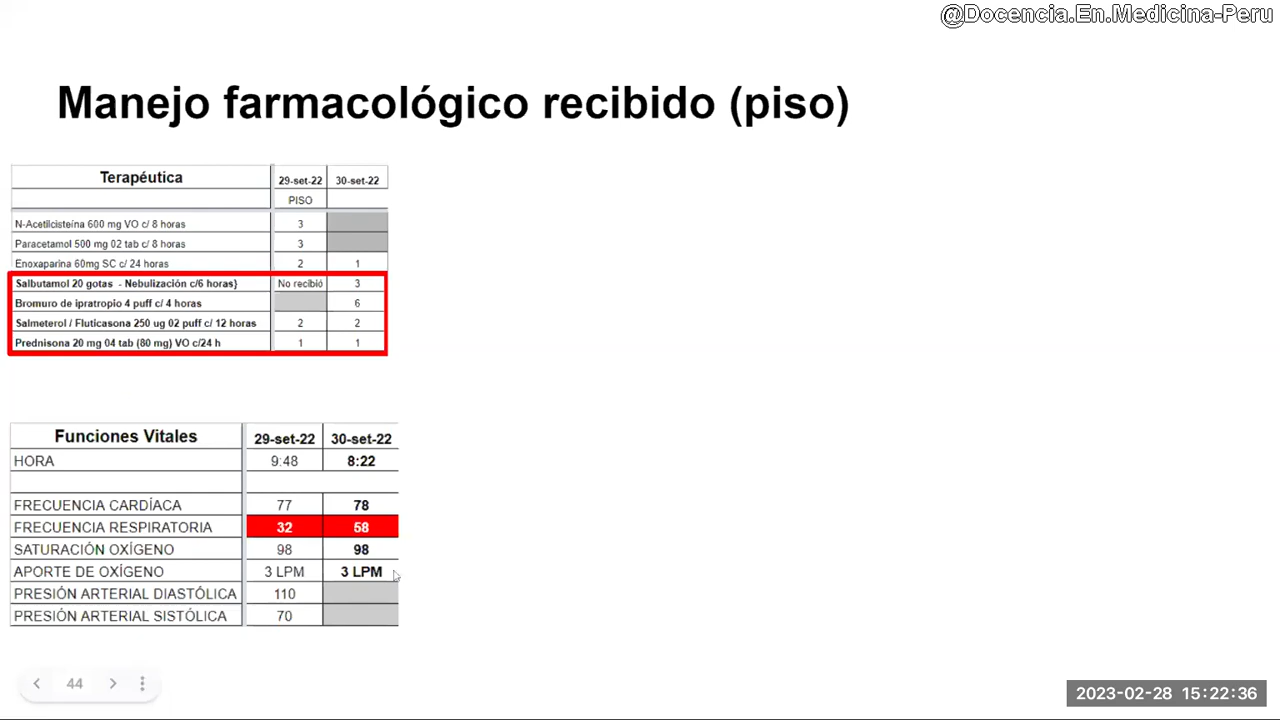 @Docencia.En.Medicina-Peru
Manejo farmacológico recibido (piso)
Terapéutica 29-set-22 30-set-22
PISO
N-Acetilcisteína 600 mg VO c/ 8 horas 3
Paracetamol 500 mg 02 tab c/ 8 horas 3
Enoxaparina 60mg SC c/ 24 horas 2 1
Salbutamol 20 gotas - Nebulización c/6 horas} No recibió 3
Bromuro de ipratropio 4 puff c/ 4 horas 6
Salmeterol / Fluticasona 250 ug 02 puff c/ 12 horas 2 2
Prednisona 20 mg 04 tab (80 mg) VO c/24 h 1 1
Funciones Vitales 29-set-22 30-set-22
HORA 9:48 8:22
FRECUENCIA CARDÍACA 77 78
FRECUENCIA RESPIRATORIA 32 58
SATURACIÓN OXÍGENO 98 98
APORTE DE OXÍGENO 3 LPM 3 LPM
PRESIÓN ARTERIAL DIASTÓLICA 110
PRESIÓN ARTERIAL SISTÓLICA 70
44
2023-02-28 15:22:36